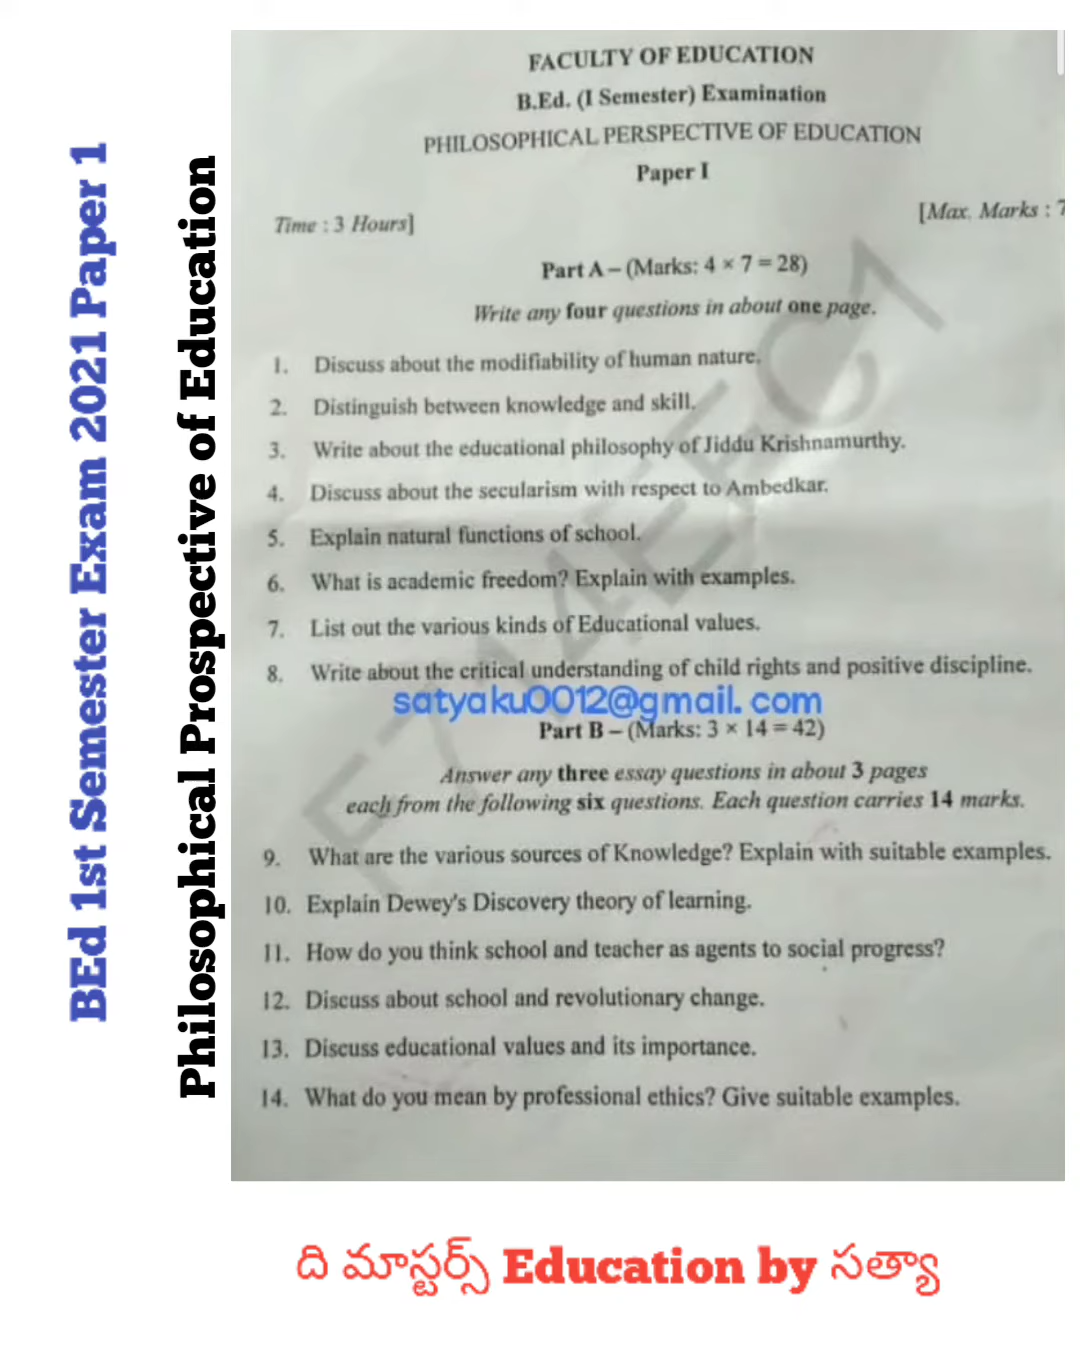 BEd 1st Semester Exam 2021 Paper 1
Philosophical Prospective of Education
FACULTY OF EDUCATION
B.Ed. (I Semester) Examination
PHILOSOPHICAL PERSPECTIVE OF EDUCATION
Paper I
Time : 3 Hours]
[Max. Marks : 7
Part A – (Marks: 4 × 7 = 28)
Write any four questions in about one page.
1. Discuss about the modifiability of human nature.
2. Distinguish between knowledge and skill.
3. Write about the educational philosophy of Jiddu Krishnamurthy.
4. Discuss about the secularism with respect to Ambedkar.
5. Explain natural functions of school.
6. What is academic freedom? Explain with examples.
7. List out the various kinds of Educational values.
8. Write about the critical understanding of child rights and positive discipline.
satyaku0012@gmail. com
Part B – (Marks: 3 × 14 = 42)
Answer any three essay questions in about 3 pages
each from the following six questions. Each question carries 14 marks.
9. What are the various sources of Knowledge? Explain with suitable examples.
10. Explain Dewey's Discovery theory of learning.
11. How do you think school and teacher as agents to social progress?
12. Discuss about school and revolutionary change.
13. Discuss educational values and its importance.
14. What do you mean by professional ethics? Give suitable examples.
ది మాస్టర్స్ Education by సత్యా